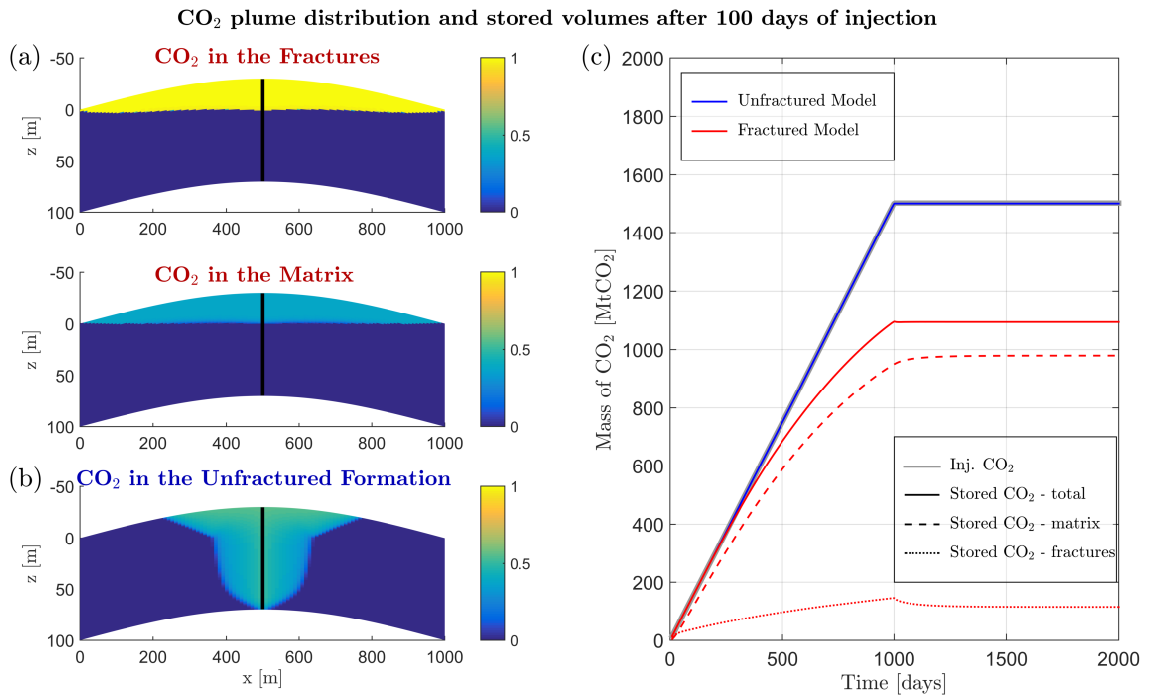 CO2 plume distribution and stored volumes after 100 days of injection
(a)
CO2 in the Fractures
-50
0
50
100
z [m]
0 200 400 600 800 1000
1
0.5
0
CO2 in the Matrix
-50
0
50
100
z [m]
0 200 400 600 800 1000
1
0.5
0
(b)
CO2 in the Unfractured Formation
-50
0
50
100
z [m]
0 200 400 600 800 1000
x [m]
1
0.5
0
(c)
2000
1800
1600
1400
1200
1000
800
600
400
200
0
Mass of CO2 [MtCO2]
Unfractured Model
Fractured Model
Inj. CO2
Stored CO2 - total
Stored CO2 - matrix
Stored CO2 - fractures
0 500 1000 1500 2000
Time [days]